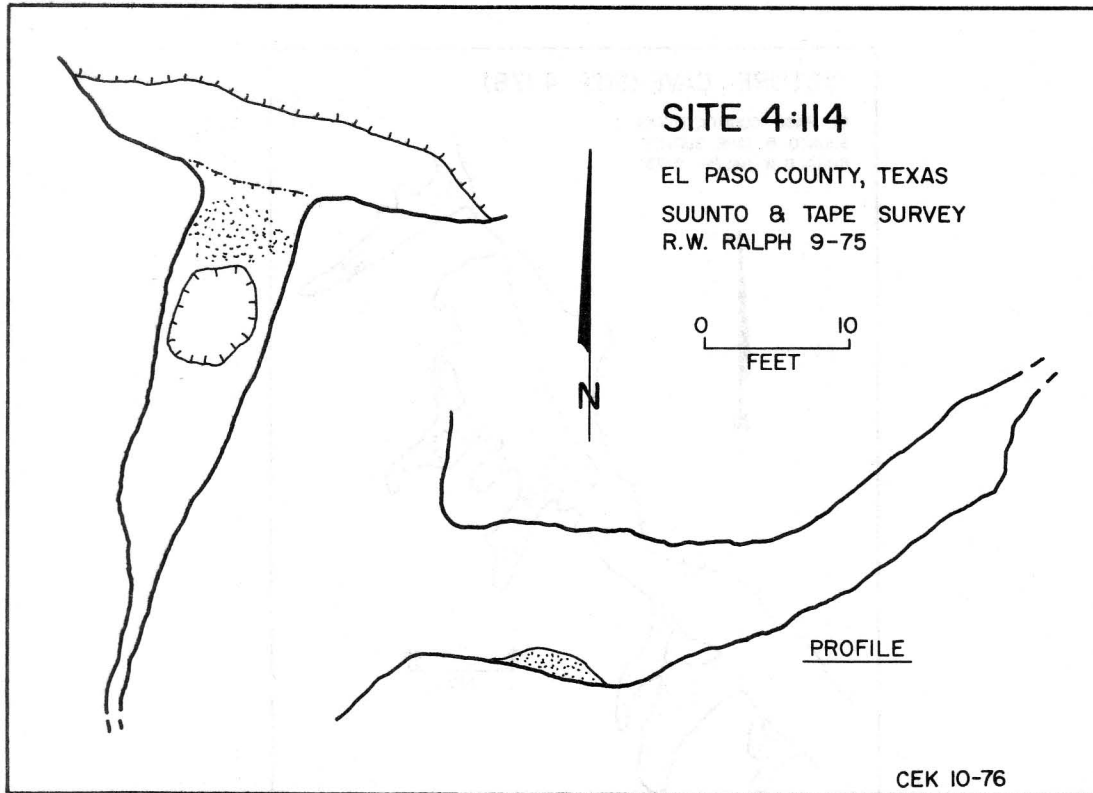 SITE 4:114
EL PASO COUNTY, TEXAS
SUUNTO & TAPE SURVEY
R.W. RALPH 9-75
0 10
FEET
N
PROFILE
CEK 10-76